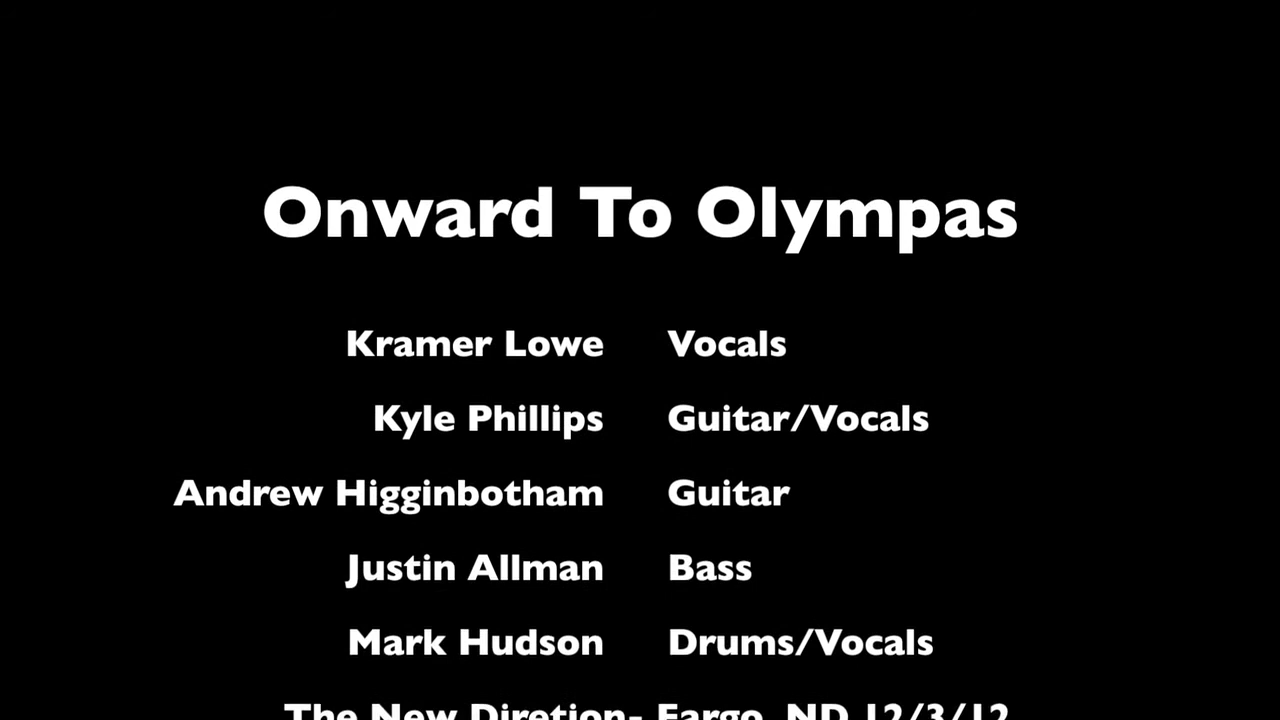 Onward To Olympas
Kramer Lowe Vocals
Kyle Phillips Guitar/Vocals
Andrew Higginbotham Guitar
Justin Allman Bass
Mark Hudson Drums/Vocals
The New Diretion- Fargo, ND 12/3/12